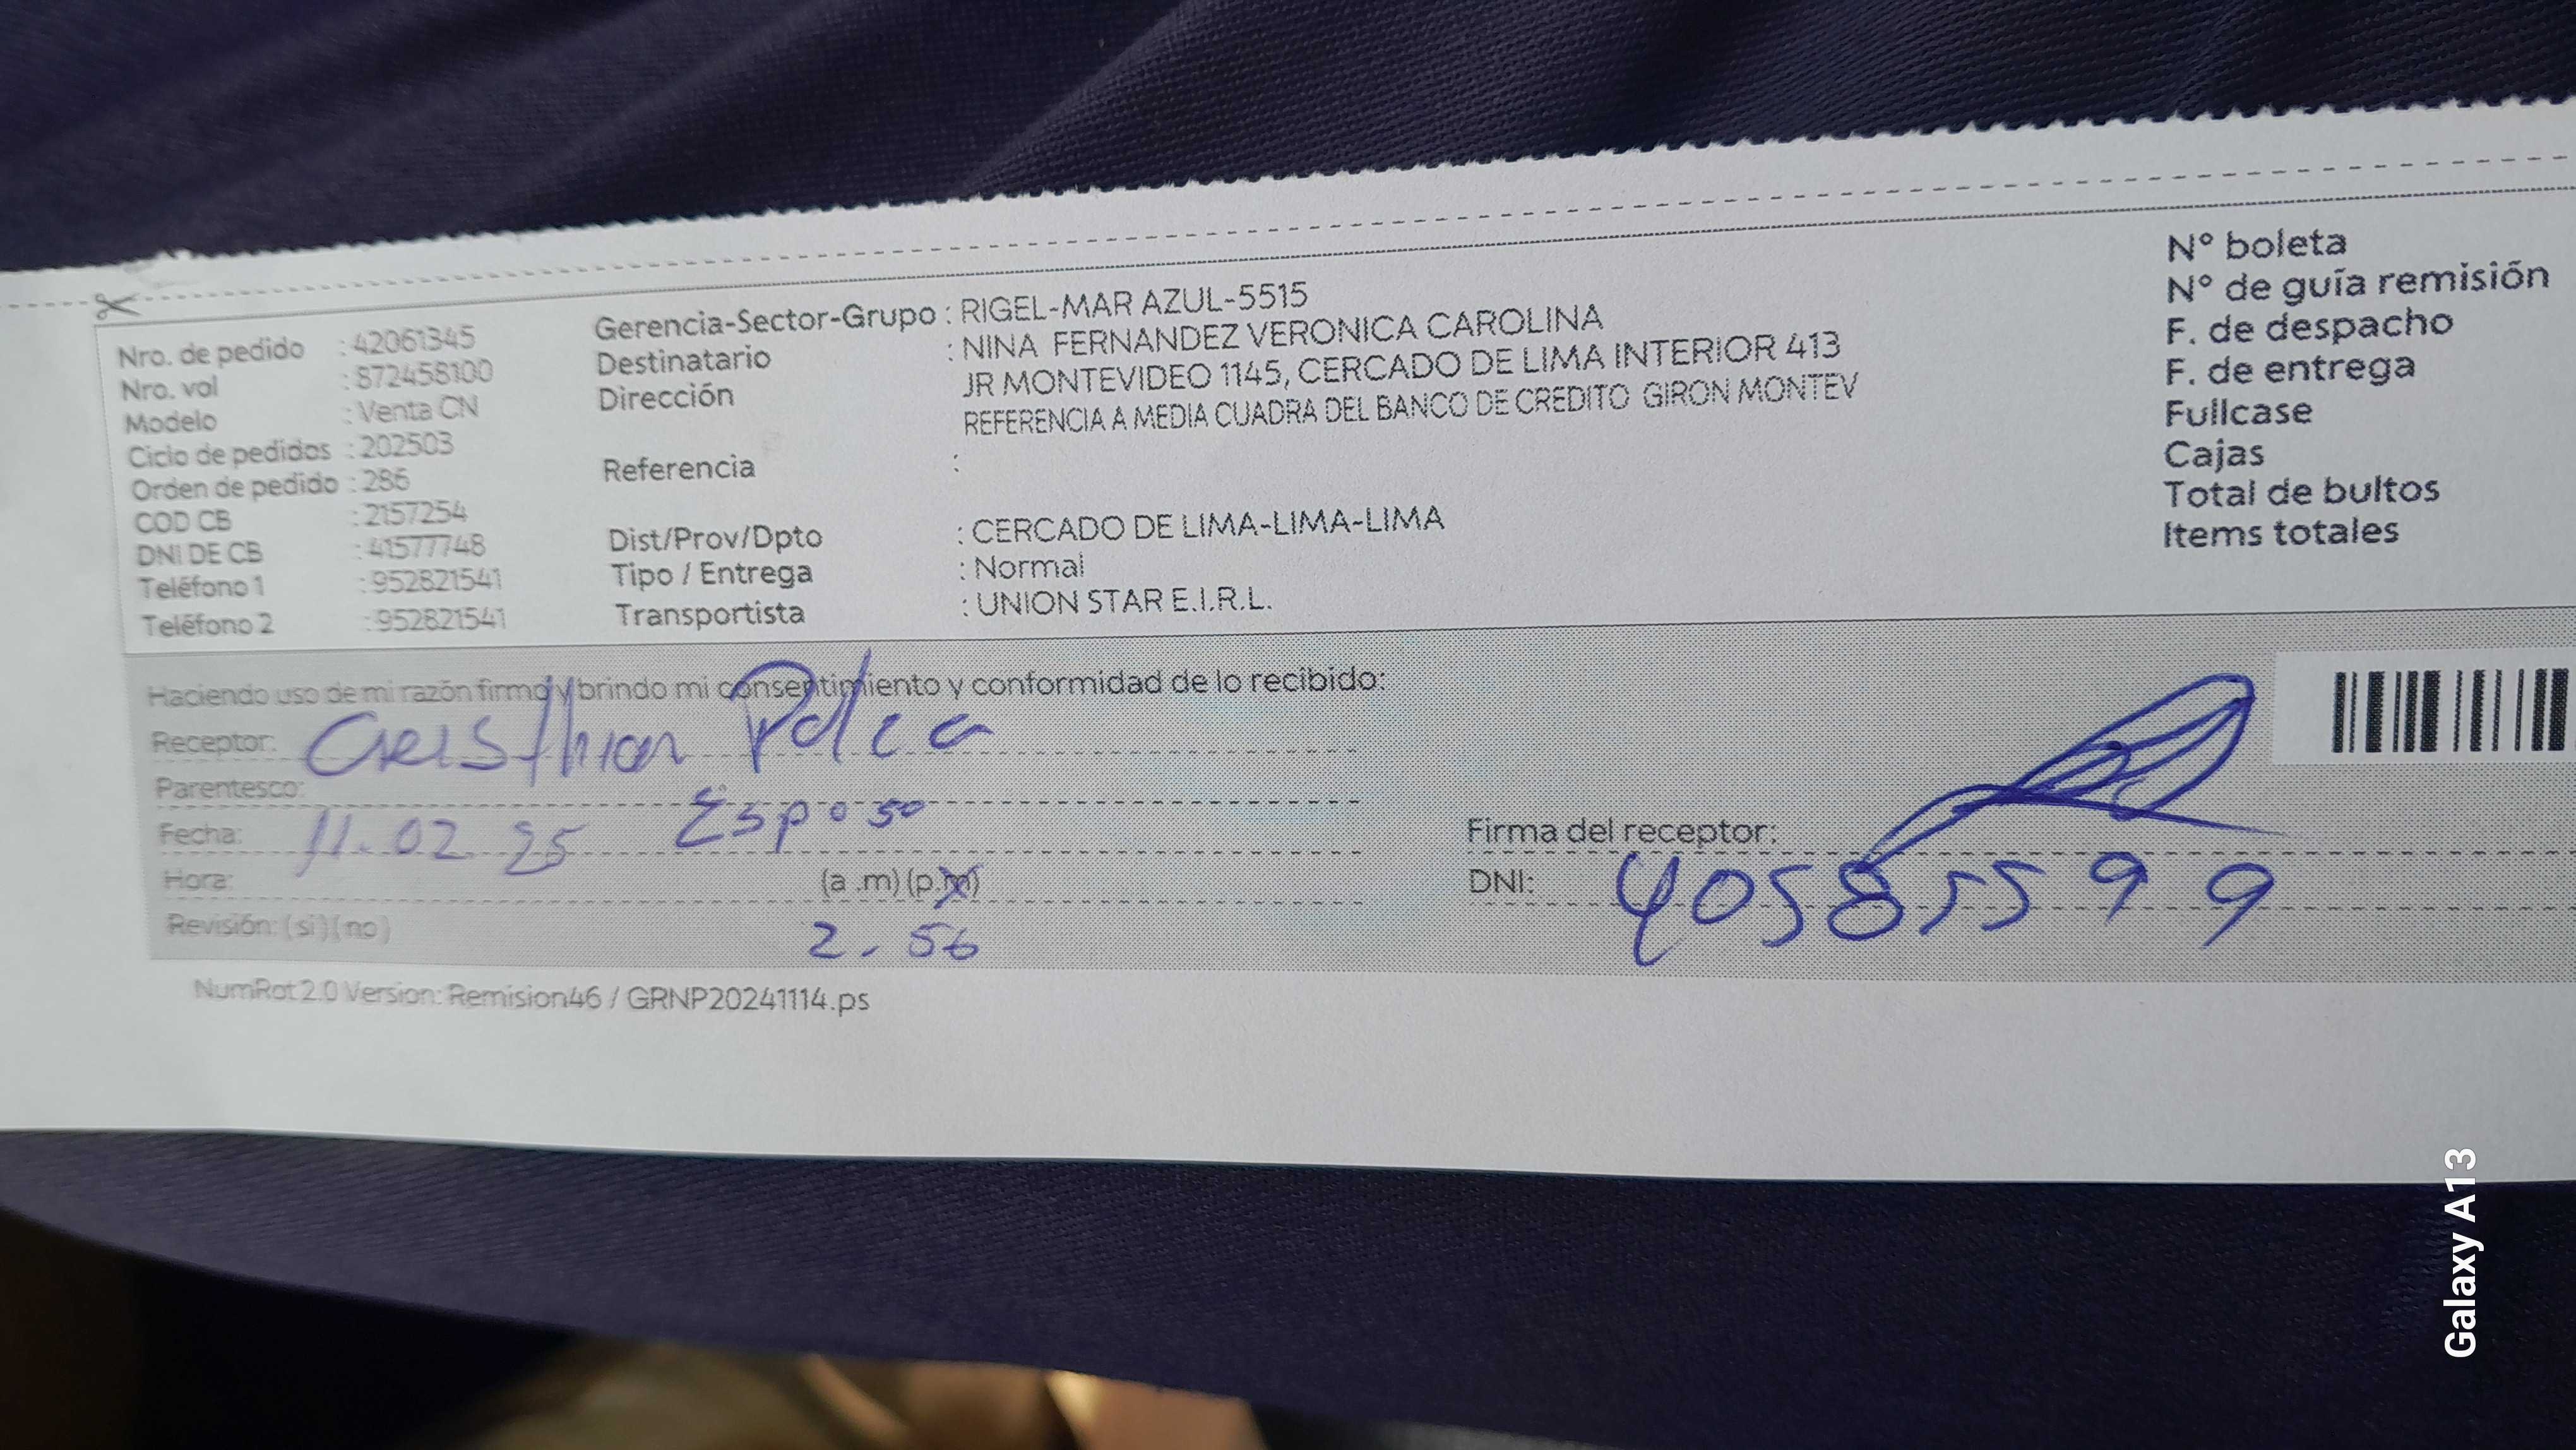 Nro. de pedido : 42061345
Nro. val : 872458100
Modelo : Venta CN
Ciclo de pedidos : 202503
Orden de pedido : 286
COD CB : 2157254
DNI DE CB : 41577748
Teléfono 1 : 952821541
Teléfono 2 : 952821541
Gerencia-Sector-Grupo : RIGEL-MAR AZUL-5515
Destinatario : NINA FERNANDEZ VERONICA CAROLINA
Dirección JR MONTEVIDEO 1145, CERCADO DE LIMA INTERIOR 413
REFERENCIA A MEDIA CUADRA DEL BANCO DE CREDITO GIRON MONTEV
Referencia :
Dist/Prov/Dpto : CERCADO DE LIMA-LIMA-LIMA
Tipo / Entrega : Normal
Transportista : UNION STAR E.I.R.L.
N° boleta
N° de guía remisión
F. de despacho
F. de entrega
Fullcase
Cajas
Total de bultos
Items totales
Haciendo uso de mi razón firmo y brindo mi consentimiento y conformidad de lo recibido:
Receptor: Cristhian
Parentesco: Esposo
Fecha: 11.02 25
Hora: (a .m) (p.m)
2.56
Revisión: (si) (no)
Firma del receptor:
DNI: 40585599
NumRot 2.0 Version: Remision46 / GRNP20241114.ps
Galaxy A13